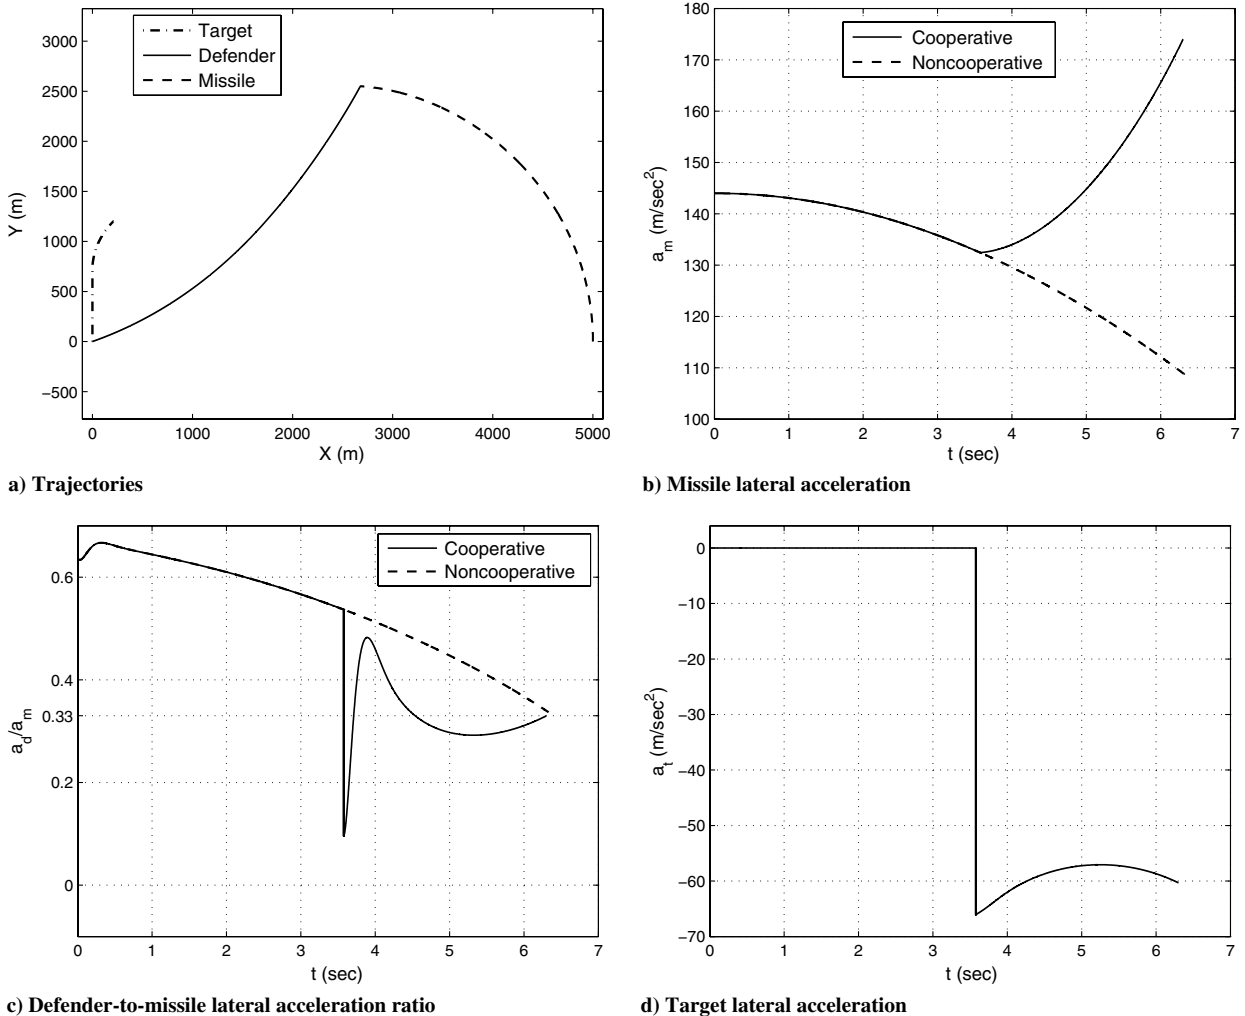 Target
Defender
Missile
3000
2500
2000
1500
1000
500
0
−500
Y (m)
0 1000 2000 3000 4000 5000
X (m)
a) Trajectories
Cooperative
Noncooperative
180
170
160
150
140
130
120
110
100
a_m (m/sec²)
0 1 2 3 4 5 6 7
t (sec)
b) Missile lateral acceleration
Cooperative
Noncooperative
0.6
0.4
0.33
0.2
0
a_d/a_m
0 1 2 3 4 5 6 7
t (sec)
c) Defender-to-missile lateral acceleration ratio
0
−10
−20
−30
−40
−50
−60
−70
a_t (m/sec²)
0 1 2 3 4 5 6 7
t (sec)
d) Target lateral acceleration